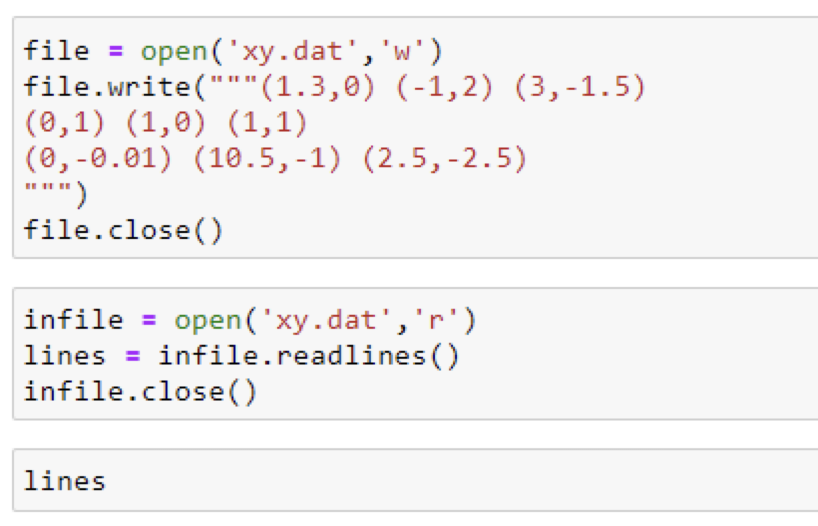 file = open('xy.dat','w')
file.write("""(1.3,0) (-1,2) (3,-1.5)
(0,1) (1,0) (1,1)
(0,-0.01) (10.5,-1) (2.5,-2.5)
""")
file.close()
infile = open('xy.dat','r')
lines = infile.readlines()
infile.close()
lines